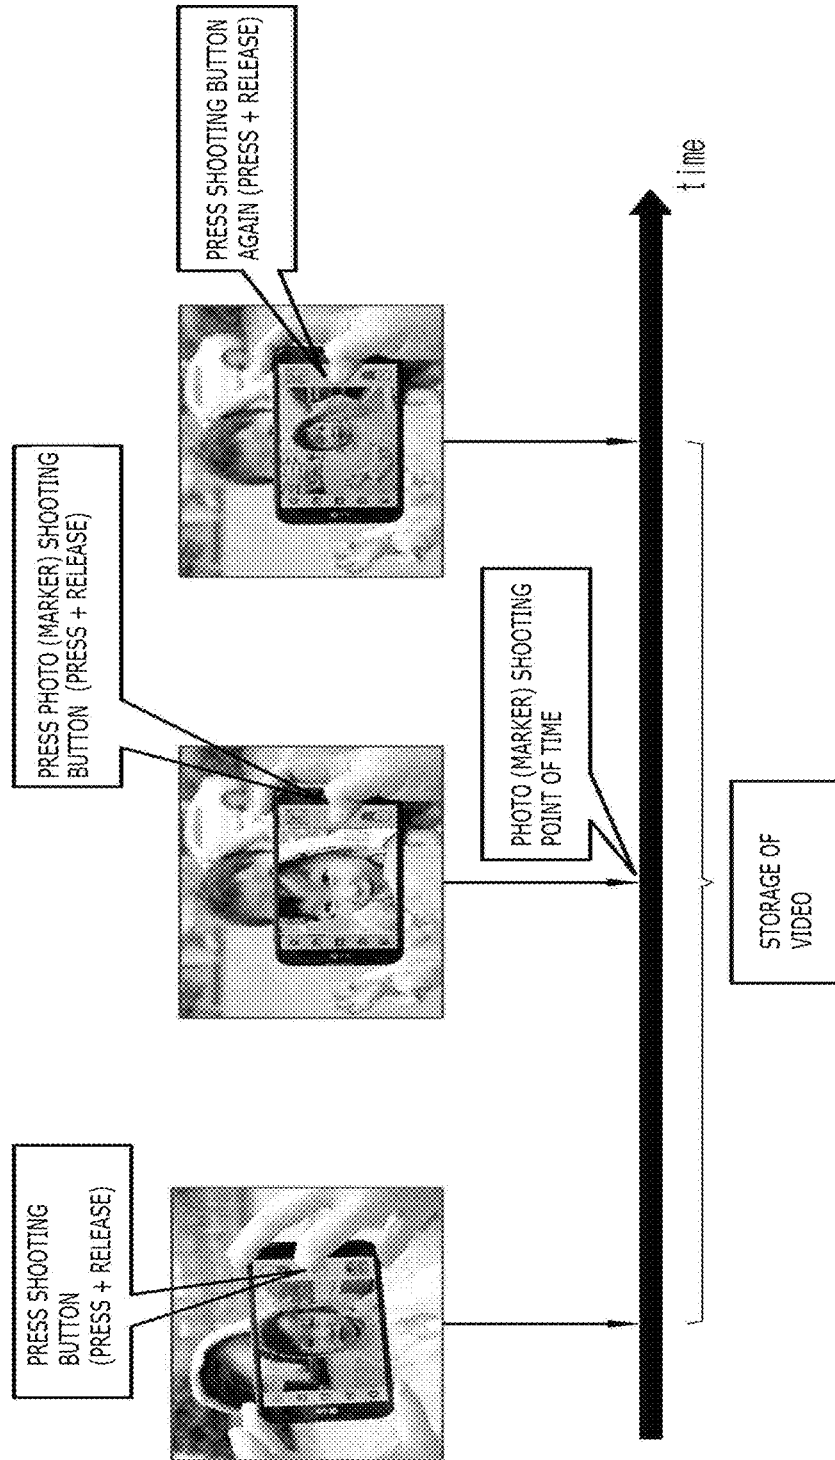 PRESS SHOOTING
BUTTON
(PRESS + RELEASE)
PRESS PHOTO (MARKER) SHOOTING
BUTTON (PRESS + RELEASE)
PRESS SHOOTING BUTTON
AGAIN (PRESS + RELEASE)
PHOTO (MARKER) SHOOTING
POINT OF TIME
time
STORAGE OF
VIDEO